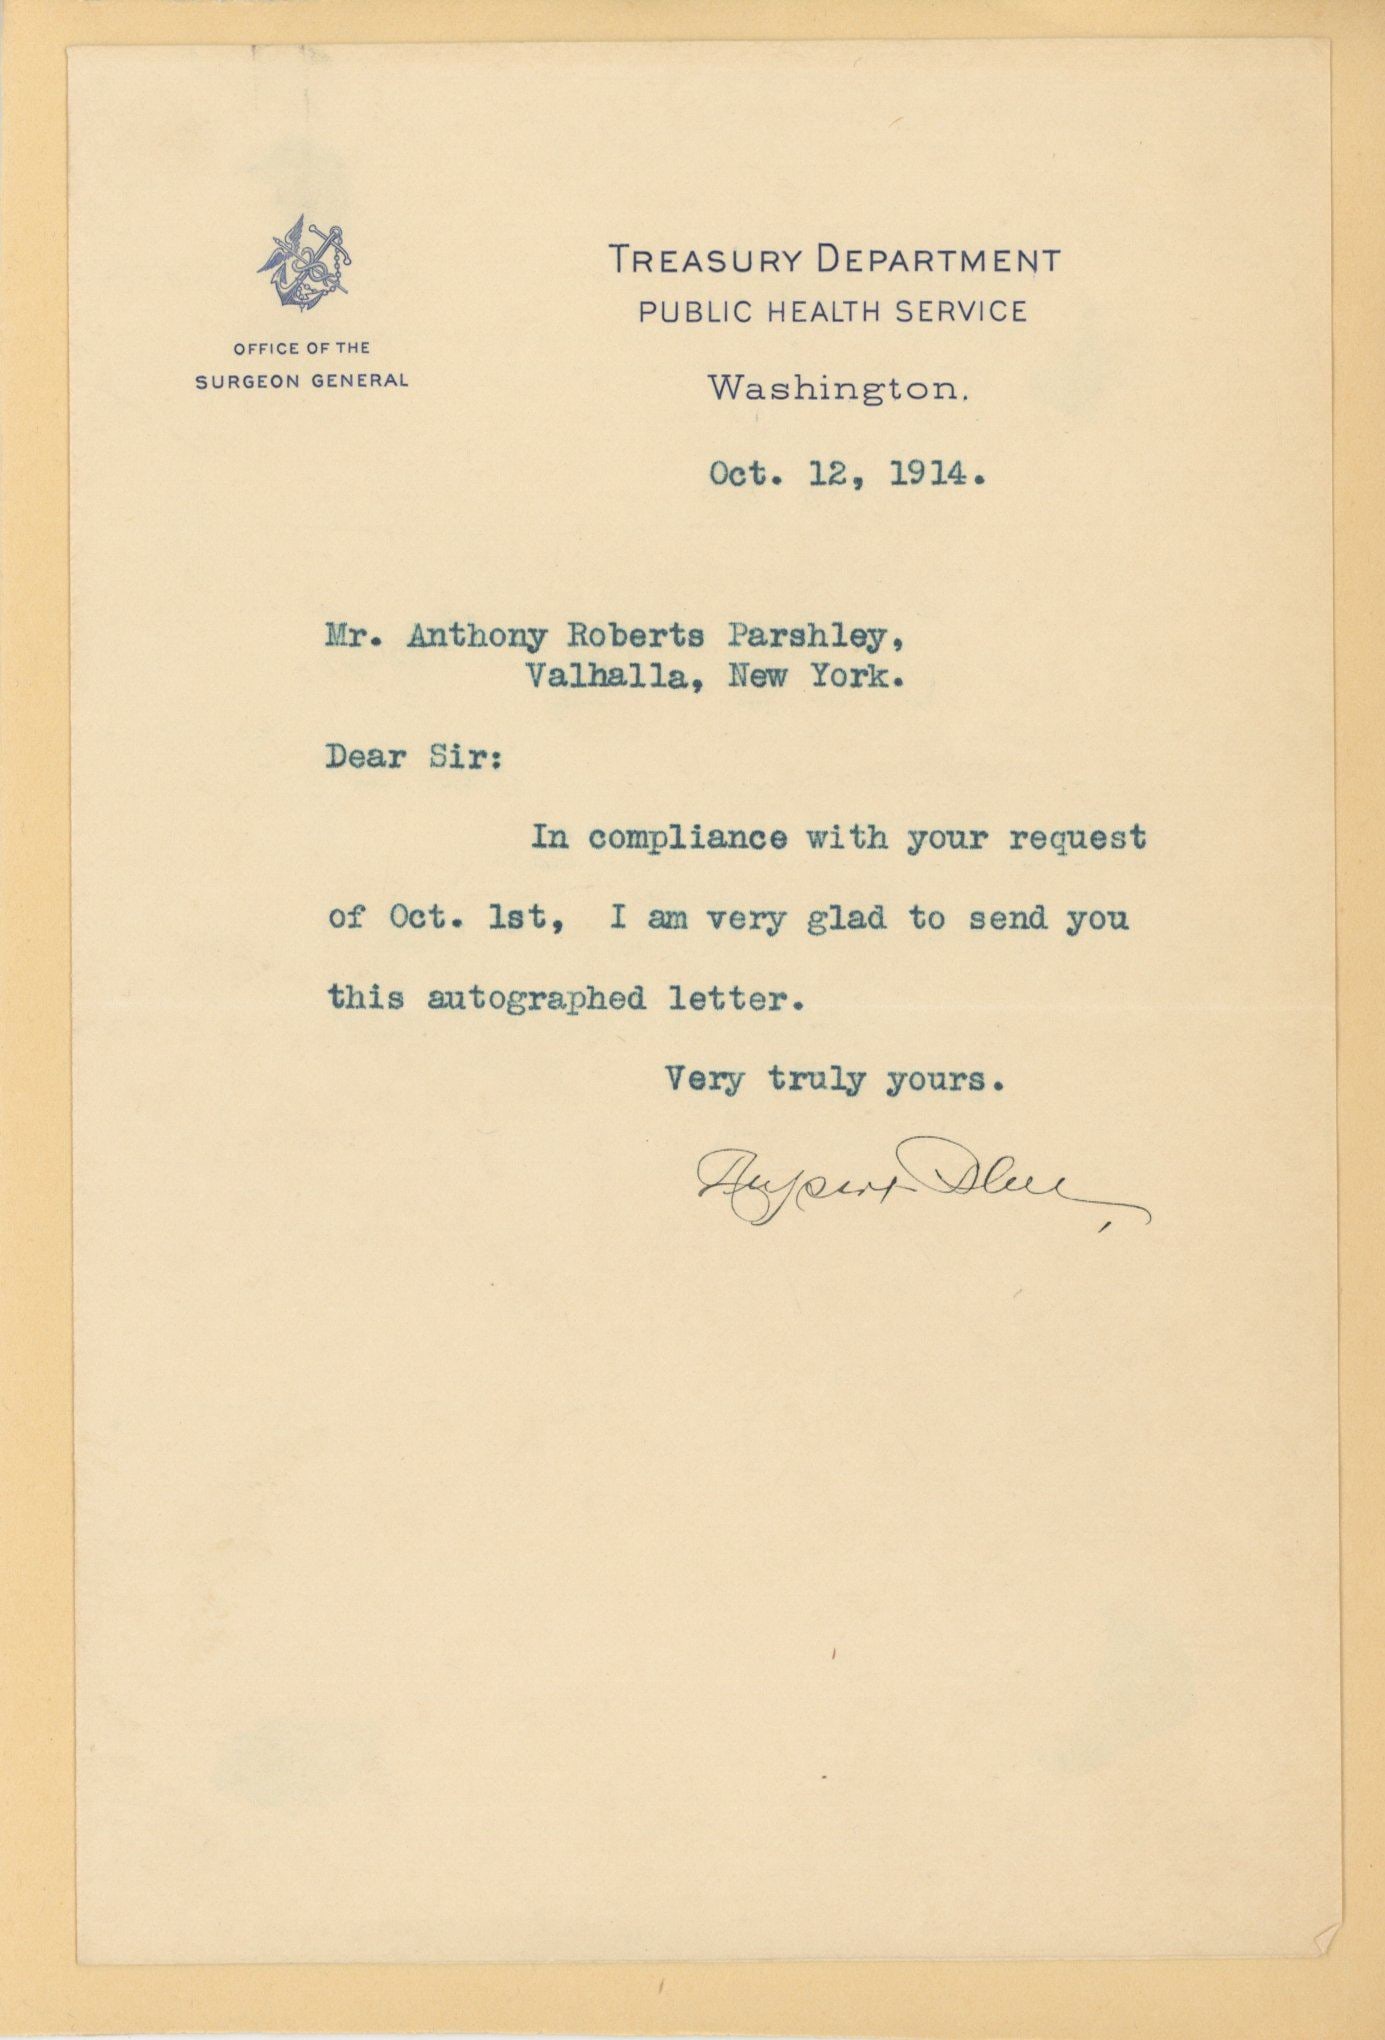 TREASURY DEPARTMENT
PUBLIC HEALTH SERVICE
OFFICE OF THE
SURGEON GENERAL
Washington.
Oct. 12, 1914.
Mr. Anthony Roberts Parshley,
Valhalla, New York.
Dear Sir:
In compliance with your request
of Oct. 1st, I am very glad to send you
this autographed letter.
Very truly yours.
Rupert Blue